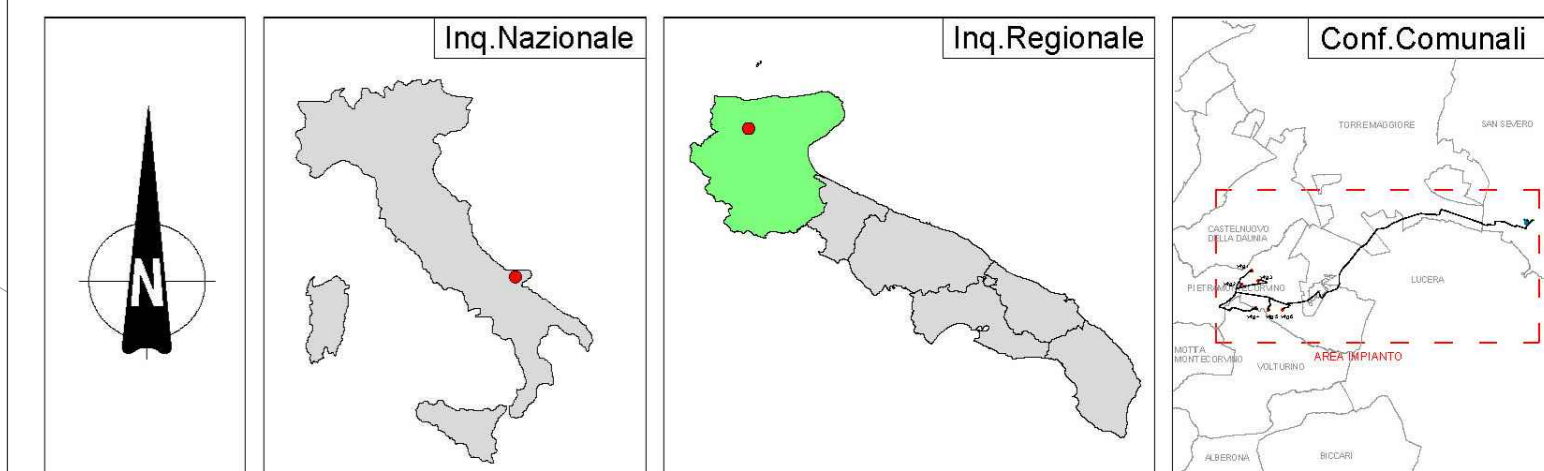 N
Inq.Nazionale
Inq.Regionale
Conf.Comunali
TORREMAGGIORE
SAN SEVERO
CASTELNUOVO
DELLA DAUNIA
PIETRAMONTECORVINO
LUCERA
MOTTA
MONTECORVINO
VOLTURINO
AREA IMPIANTO
ALBERONA
BICCARI